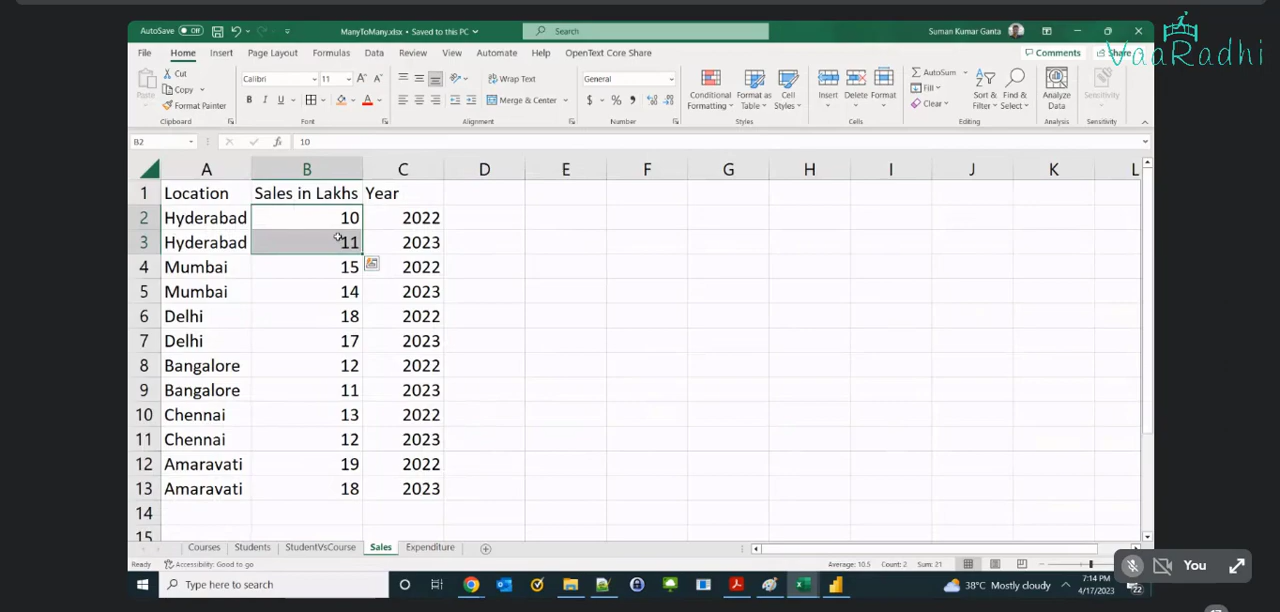 AutoSave Off ManyToMany.xlsx • Saved to this PC Search Suman Kumar Ganta
VaaRadhi
File Home Insert Page Layout Formulas Data Review View Automate Help OpenText Core Share Comments Share
Cut
Copy
Format Painter
Paste
Clipboard
Calibri 11
B I U
Font
Wrap Text
Merge & Center
Alignment
General
$ % ,
Number
Conditional Formatting
Format as Table
Cell Styles
Styles
Insert Delete Format
Cells
AutoSum
Fill
Clear
Sort & Filter
Find & Select
Editing
Analyze Data
Analysis
Sensitivity
Sensitivity
B2 fx 10
A B C D E F G H I J K L
1 Location Sales in Lakhs Year
2 Hyderabad 10 2022
3 Hyderabad 11 2023
4 Mumbai 15 2022
5 Mumbai 14 2023
6 Delhi 18 2022
7 Delhi 17 2023
8 Bangalore 12 2022
9 Bangalore 11 2023
10 Chennai 13 2022
11 Chennai 12 2023
12 Amaravati 19 2022
13 Amaravati 18 2023
14
15
Courses Students StudentVsCourse Sales Expenditure
Ready Accessibility: Good to go Average: 10.5 Count: 2 Sum: 21
You
Type here to search 38°C Mostly cloudy 7:14 PM
4/17/2023 22